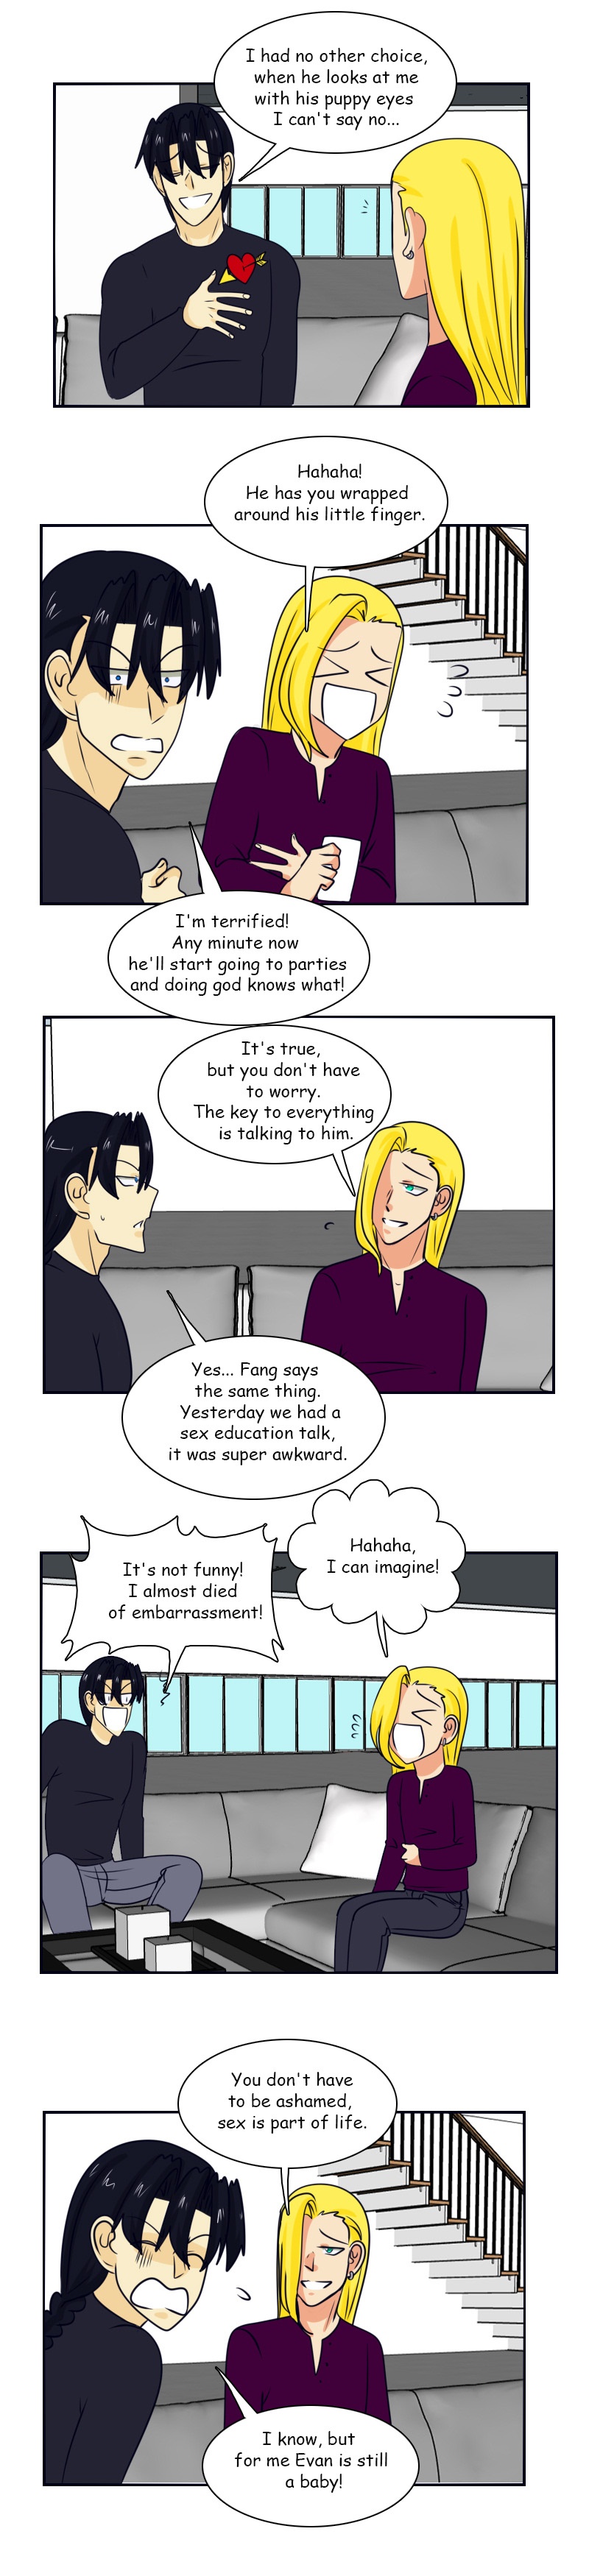 I had no other choice,
when he looks at me
with his puppy eyes
I can't say no...
Hahaha!
He has you wrapped
around his little finger.
I'm terrified!
Any minute now
he'll start going to parties
and doing god knows what!
It's true,
but you don't have
to worry.
The key to everything
is talking to him.
Yes... Fang says
the same thing.
Yesterday we had a
sex education talk,
it was super awkward.
Hahaha,
I can imagine!
It's not funny!
I almost died
of embarrassment!
You don't have
to be ashamed,
sex is part of life.
I know, but
for me Evan is still
a baby!